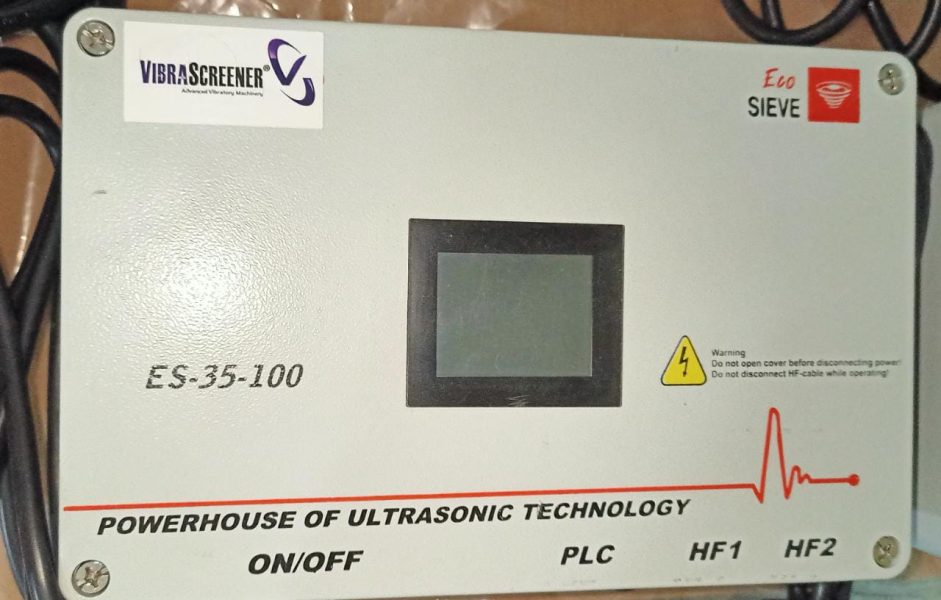 VIBRASCREENER®
Advanced Vibratory Machinery
Eco
SIEVE
ES-35-100
Warning
Do not open cover before disconnecting power!
Do not disconnect HF-cable while operating!
POWERHOUSE OF ULTRASONIC TECHNOLOGY
ON/OFF PLC HF1 HF2